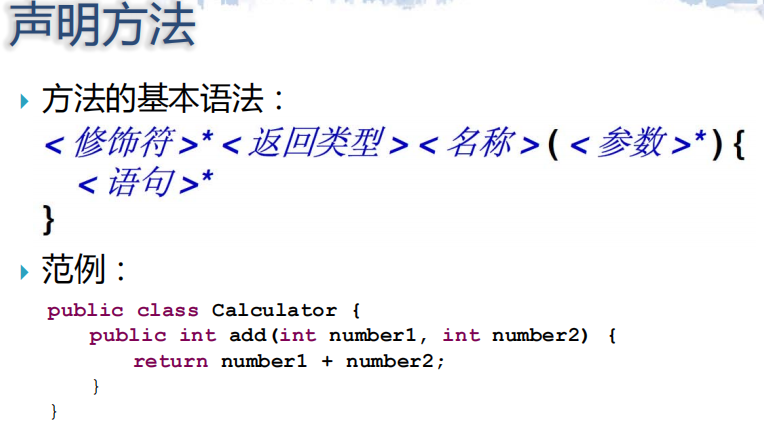 声明方法
方法的基本语法：
<修饰符>* <返回类型> <名称> ( <参数>* ) {
<语句>*
}
范例：
public class Calculator {
public int add(int number1, int number2) {
return number1 + number2;
}
}